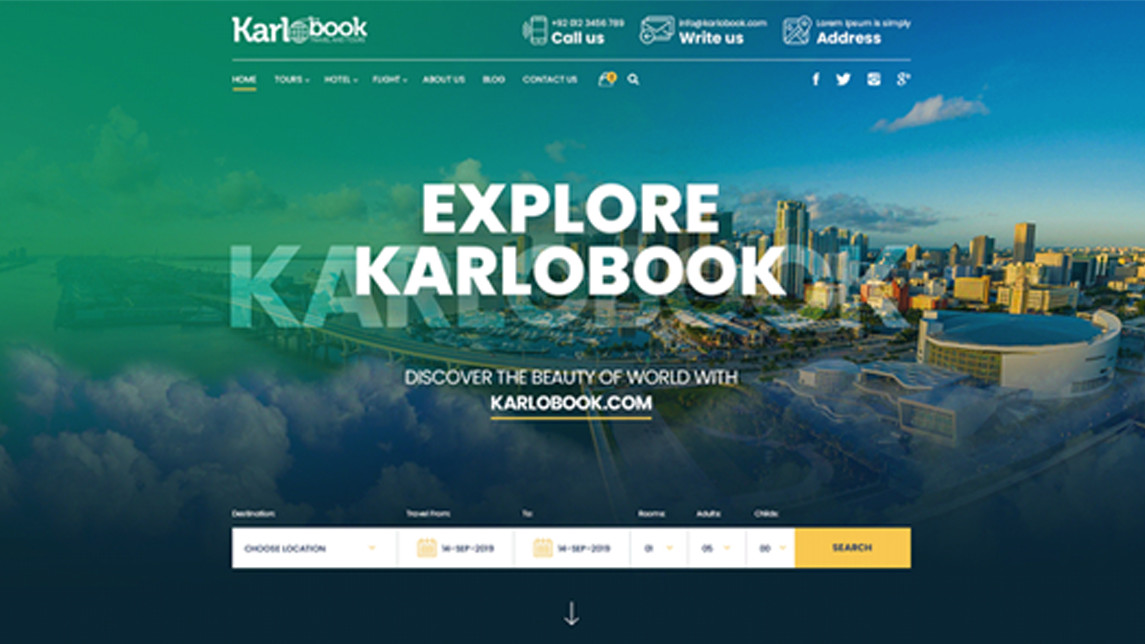 Karlobook
TRAVEL AND TOURS
+92 012 3456 789
Call us
info@karlobook.com
Write us
Lorem Ipsum is simply
Address
HOME TOURS HOTEL FLIGHT ABOUT US BLOG CONTACT US
EXPLORE
KARLOBOOK
KARLOBOOK
DISCOVER THE BEAUTY OF WORLD WITH
KARLOBOOK.COM
Destination: Travel From: To: Rooms: Adults: Childs:
CHOOSE LOCATION 14-SEP-2019 14-SEP-2019 01 05 00 SEARCH